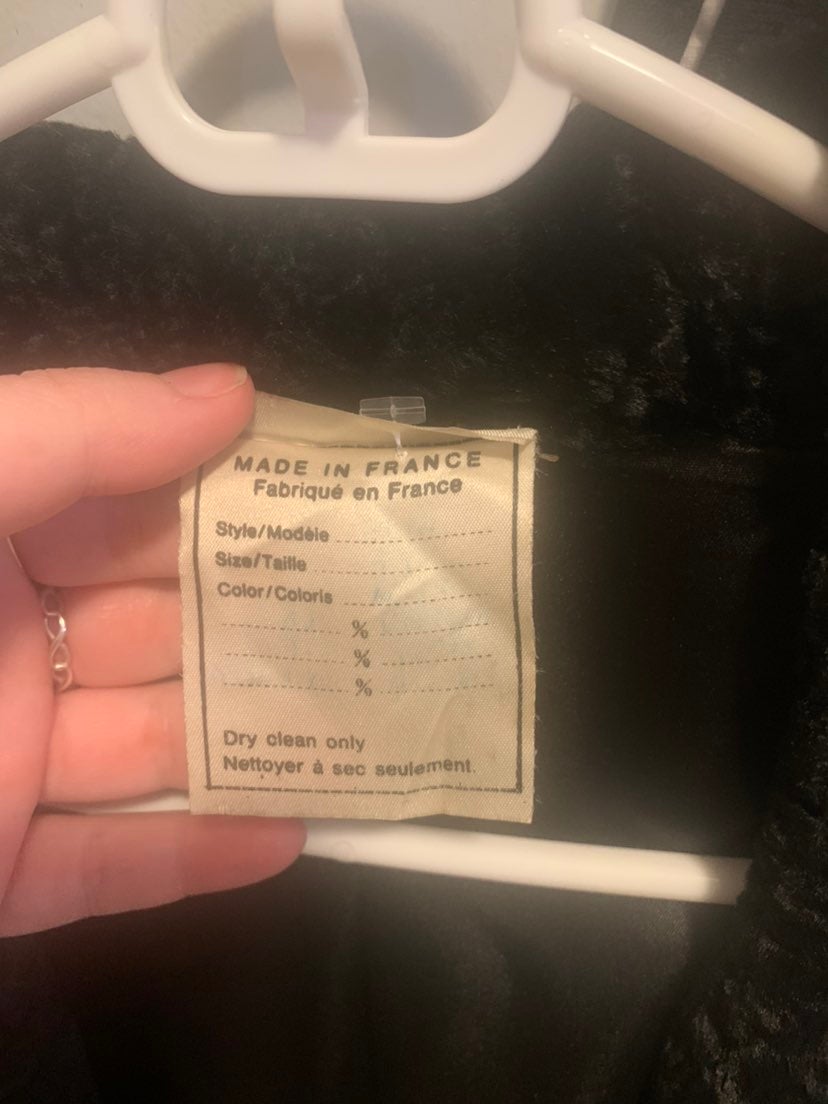 MADE IN FRANCE
Fabriqué en France
Style/Modèle ........................
Size/Taille ........................
Color/Coloris ........................
........................ % ........................
........................ % ........................
........................ % ........................
Dry clean only
Nettoyer à sec seulement.